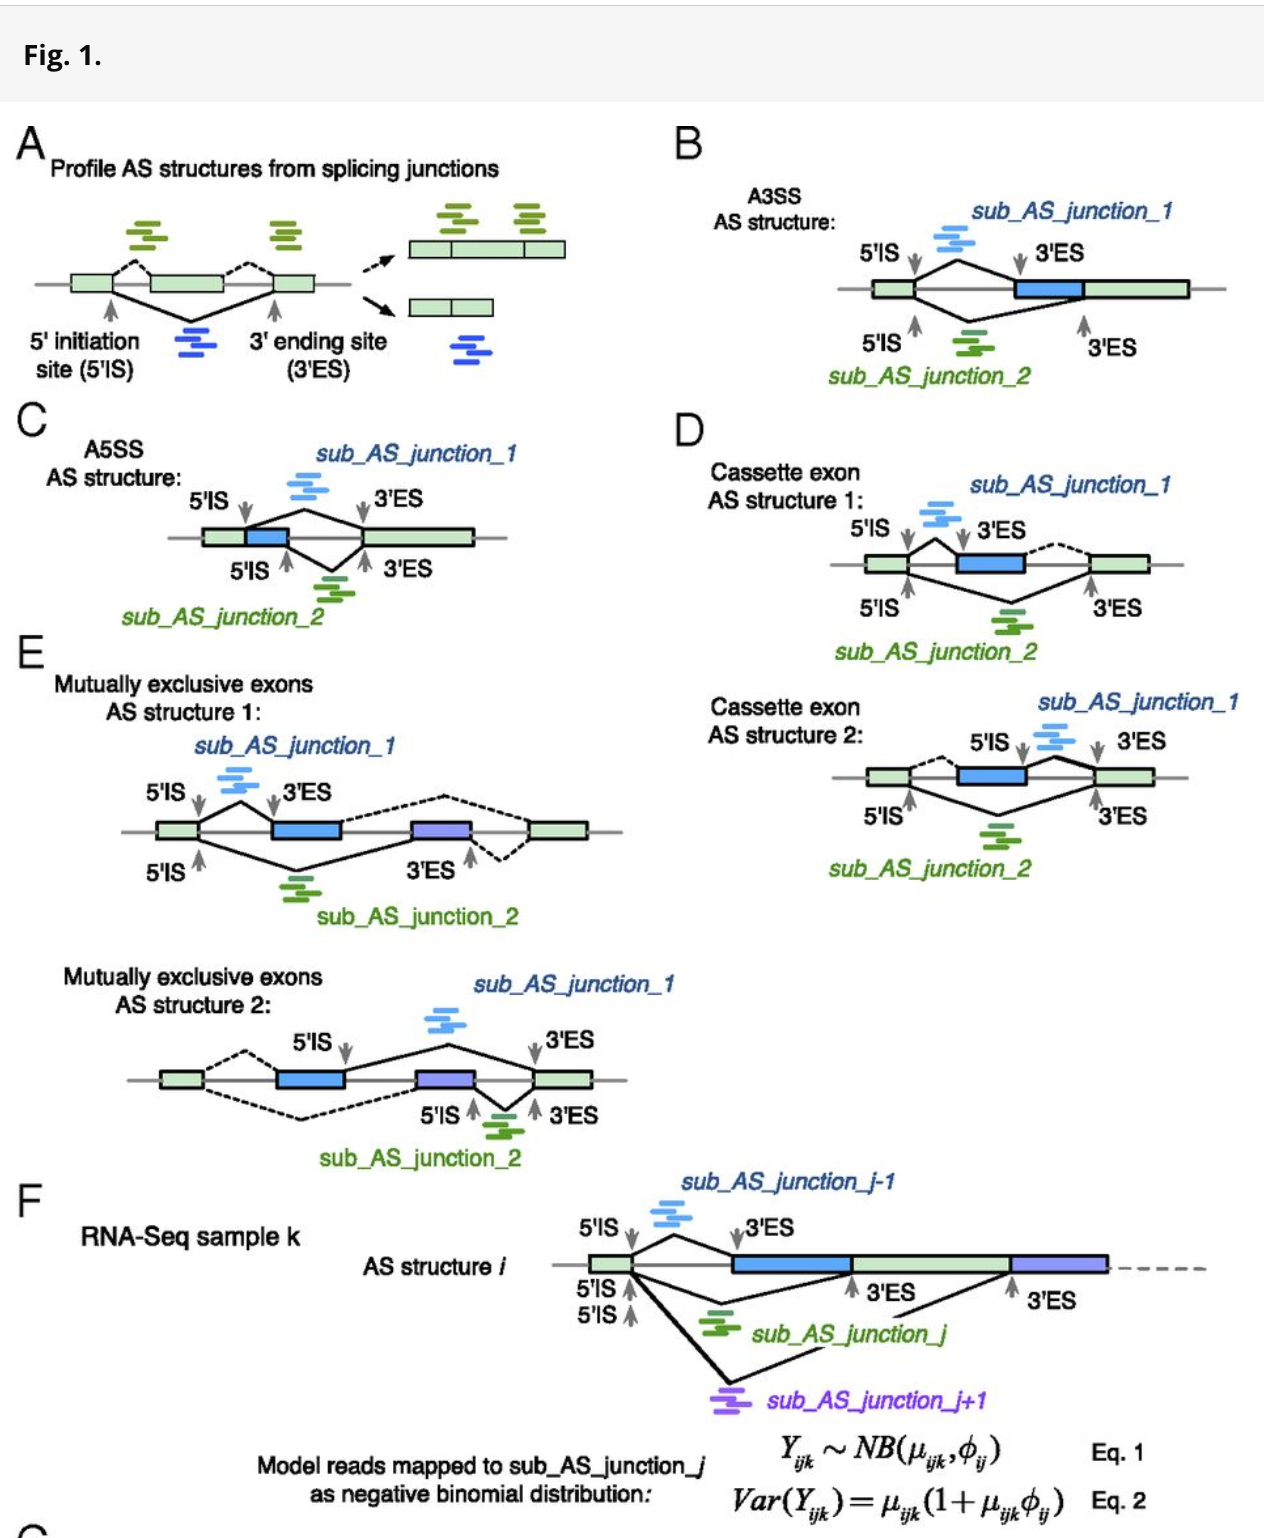 Fig. 1.
A
Profile AS structures from splicing junctions
5' initiation
site (5'IS)
3' ending site
(3'ES)
B
A3SS
AS structure:
sub_AS_junction_1
5'IS
3'ES
5'IS
3'ES
sub_AS_junction_2
C
A5SS
AS structure:
sub_AS_junction_1
5'IS
3'ES
5'IS
3'ES
sub_AS_junction_2
D
Cassette exon
AS structure 1:
sub_AS_junction_1
5'IS
3'ES
5'IS
3'ES
sub_AS_junction_2
Cassette exon
AS structure 2:
sub_AS_junction_1
5'IS
3'ES
5'IS
3'ES
sub_AS_junction_2
E
Mutually exclusive exons
AS structure 1:
sub_AS_junction_1
5'IS
3'ES
5'IS
3'ES
sub_AS_junction_2
Mutually exclusive exons
AS structure 2:
sub_AS_junction_1
5'IS
3'ES
5'IS
3'ES
sub_AS_junction_2
F
RNA-Seq sample k
AS structure i
sub_AS_junction_j-1
5'IS
3'ES
5'IS
5'IS
3'ES
3'ES
sub_AS_junction_j
sub_AS_junction_j+1
Model reads mapped to sub_AS_junction_j
as negative binomial distribution:
Y_ijk ~ NB(μ_ijk, ϕ_ij) Eq. 1
Var(Y_ijk) = μ_ijk(1 + μ_ijk ϕ_ij) Eq. 2